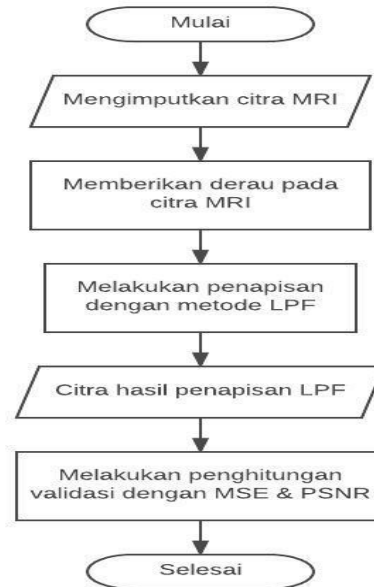 Mulai
Mengimputkan citra MRI
Memberikan derau pada
citra MRI
Melakukan penapisan
dengan metode LPF
Citra hasil penapisan LPF
Melakukan penghitungan
validasi dengan MSE & PSNR
Selesai